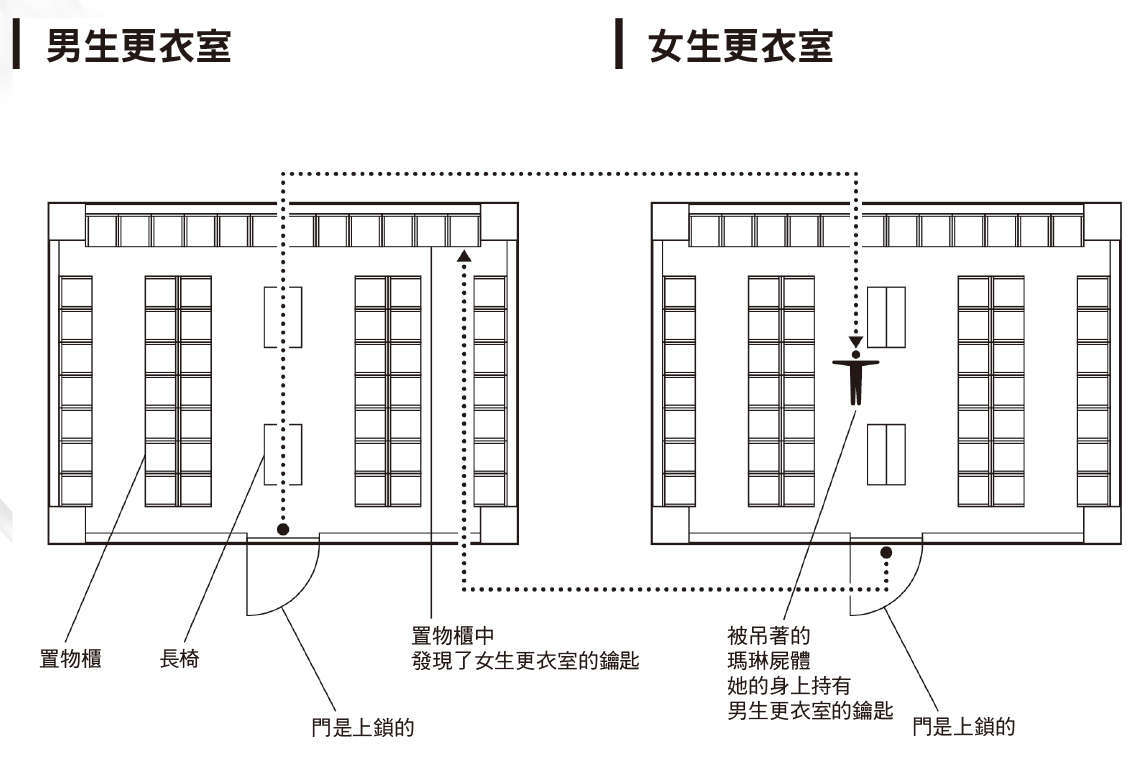 男生更衣室
女生更衣室
置物櫃
長椅
門是上鎖的
置物櫃中
發現了女生更衣室的鑰匙
被吊著的
瑪琳屍體
她的身上持有
男生更衣室的鑰匙
門是上鎖的